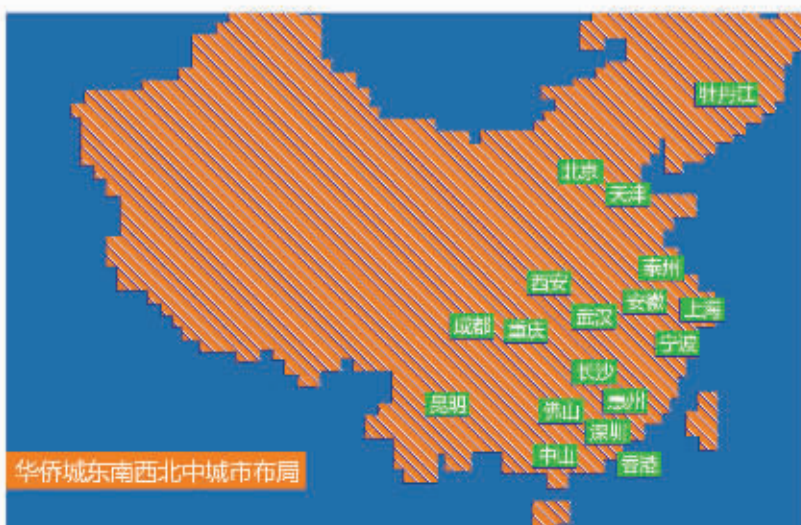 牡丹江
北京
天津
泰州
西安
安徽
上海
武汉
成都
重庆
宁波
长沙
惠州
昆明
佛山
深圳
中山
香港
华侨城东南西北中城市布局